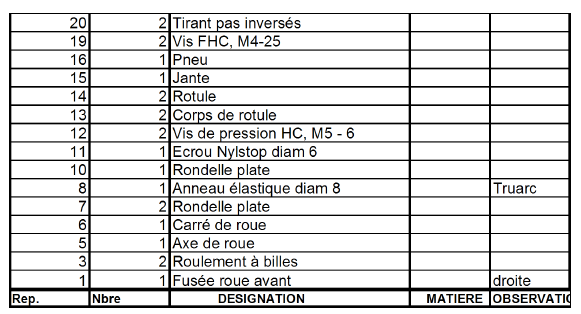 20 2 Tirant pas inversés
19 2 Vis FHC, M4-25
16 1 Pneu
15 1 Jante
14 2 Rotule
13 2 Corps de rotule
12 2 Vis de pression HC, M5 - 6
11 1 Ecrou Nylstop diam 6
10 1 Rondelle plate
8 1 Anneau élastique diam 8 Truarc
7 2 Rondelle plate
6 1 Carré de roue
5 1 Axe de roue
3 2 Roulement à billes
1 1 Fusée roue avant droite
Rep. Nbre DESIGNATION MATIERE OBSERVATIO